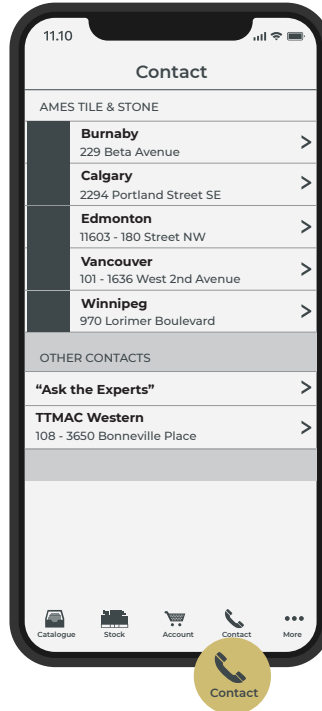 11.10
Contact
AMES TILE & STONE
Burnaby
229 Beta Avenue
Calgary
2294 Portland Street SE
Edmonton
11603 - 180 Street NW
Vancouver
101 - 1636 West 2nd Avenue
Winnipeg
970 Lorimer Boulevard
OTHER CONTACTS
“Ask the Experts”
TTMAC Western
108 - 3650 Bonneville Place
Catalogue Stock Account Contact More
Contact